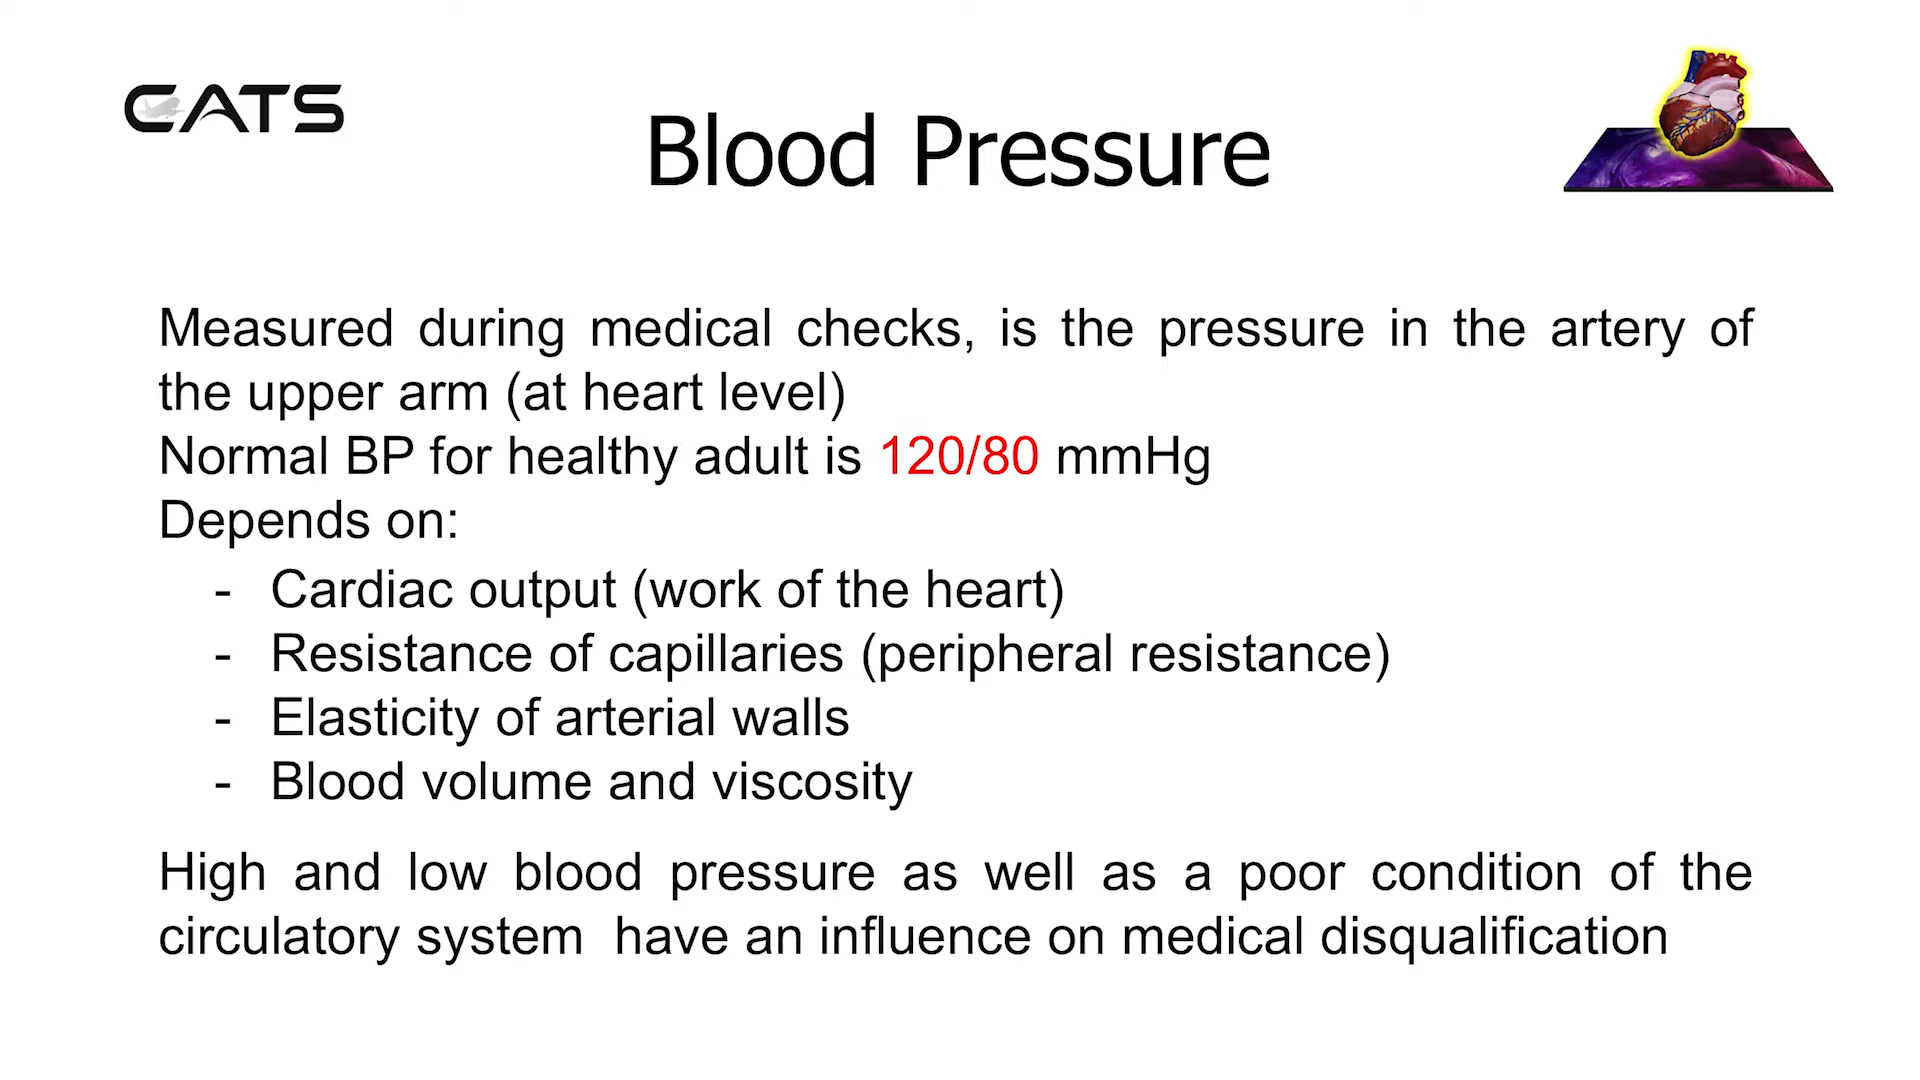 CATS
Blood Pressure
Measured during medical checks, is the pressure in the artery of
the upper arm (at heart level)
Normal BP for healthy adult is 120/80 mmHg
Depends on:
- Cardiac output (work of the heart)
- Resistance of capillaries (peripheral resistance)
- Elasticity of arterial walls
- Blood volume and viscosity
High and low blood pressure as well as a poor condition of the
circulatory system  have an influence on medical disqualification